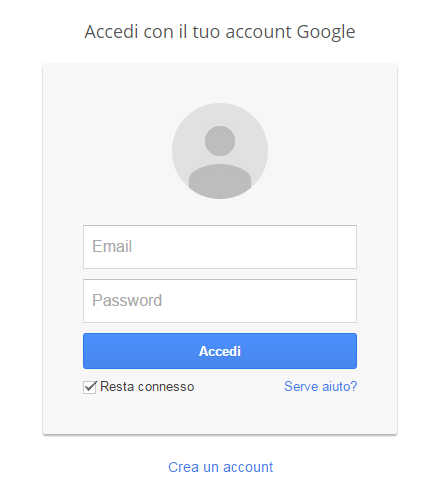 Accedi con il tuo account Google
Email
Password
Accedi
Resta connesso
Serve aiuto?
Crea un account